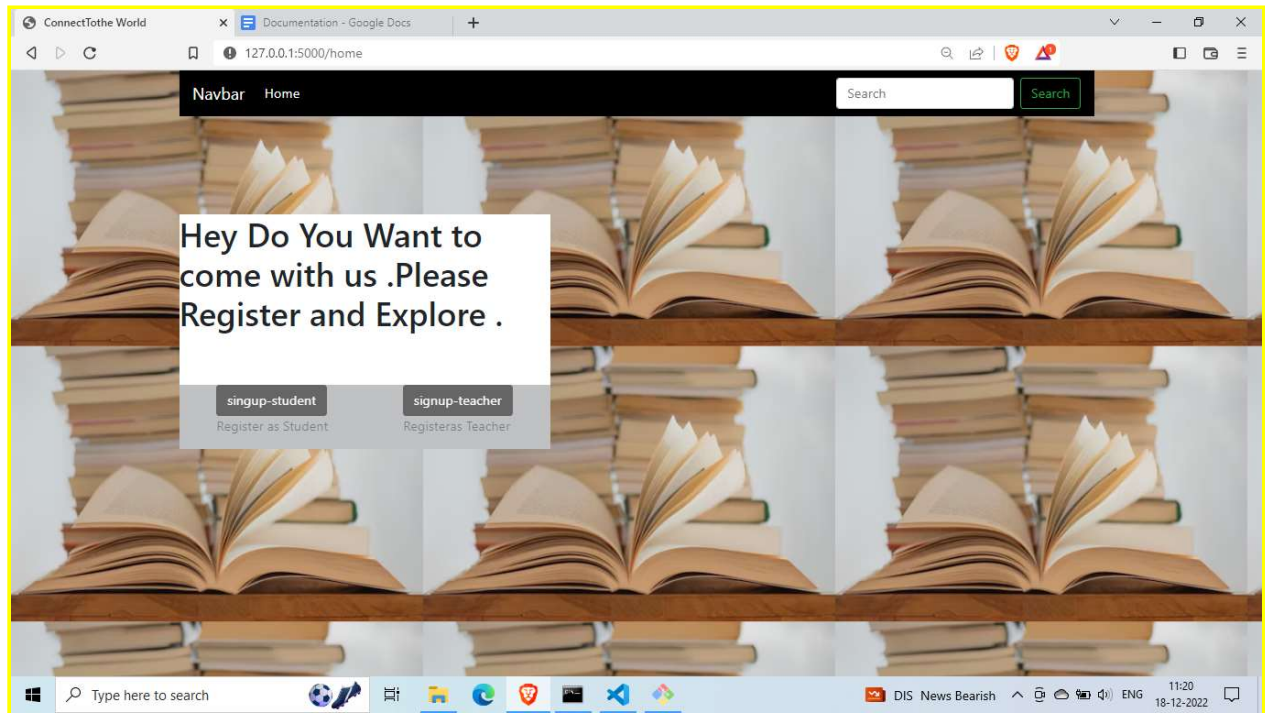 ConnectTothe World
Documentation - Google Docs
127.0.0.1:5000/home
Navbar Home Search Search
Hey Do You Want to
come with us .Please
Register and Explore .
singup-student signup-teacher
Register as Student Registeras Teacher
Type here to search DIS News Bearish ENG 11:20
18-12-2022